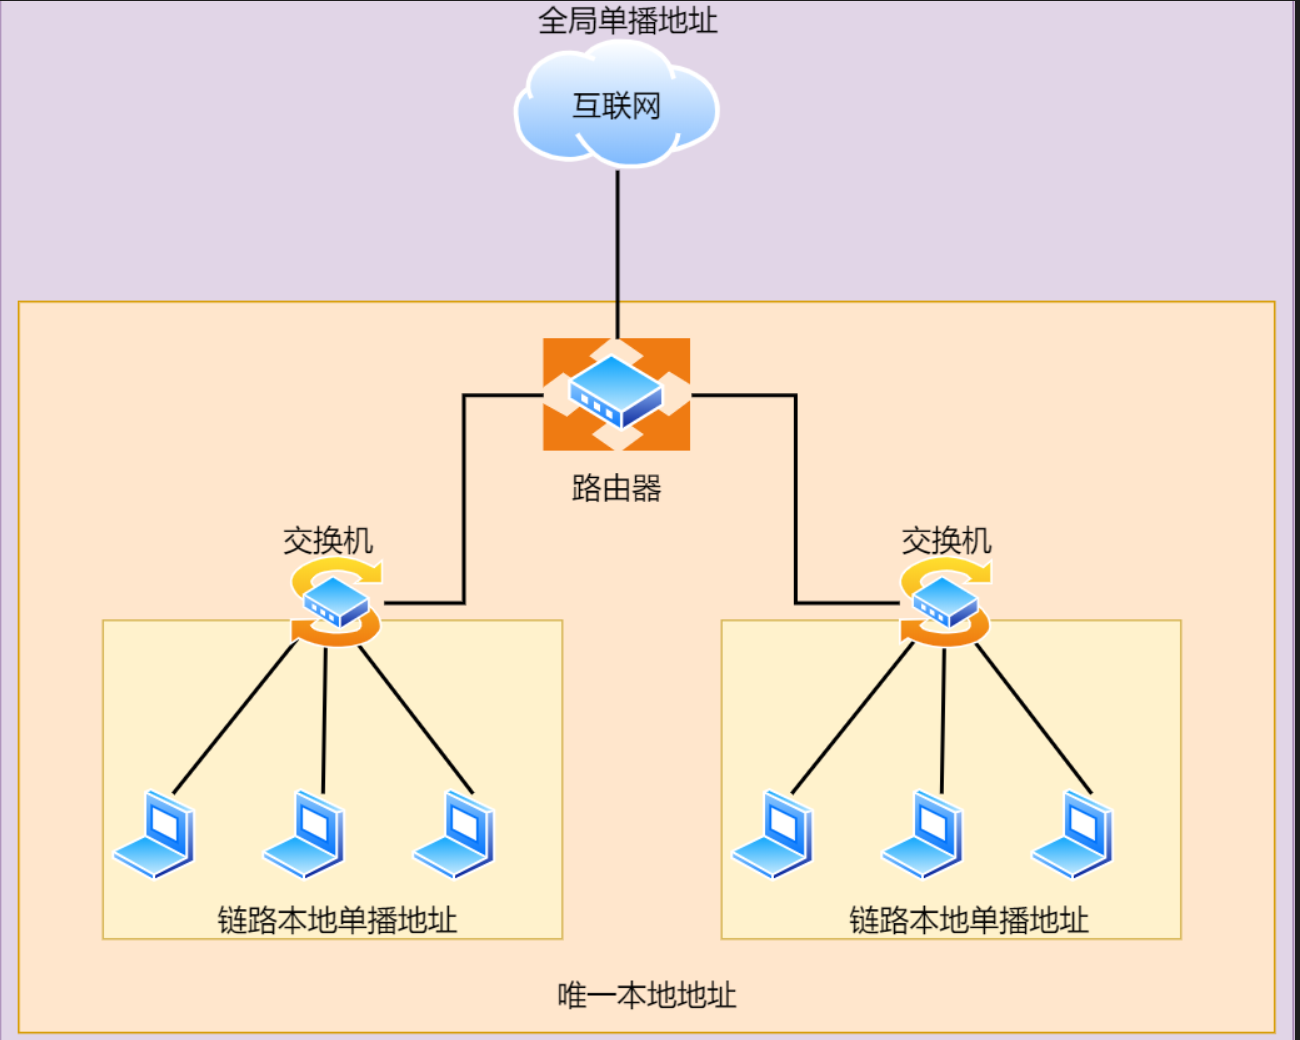 全局单播地址
互联网
路由器
交换机
交换机
链路本地单播地址
链路本地单播地址
唯一本地地址